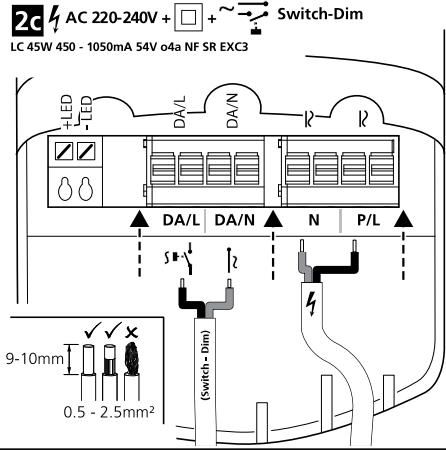 2c AC 220-240V + + ~ Switch-Dim
LC 45W 450 - 1050mA 54V o4a NF SR EXC3
+LED
-LED
DA/L
DA/N
DA/L DA/N N P/L
S
(Switch - Dim)
9-10mm
0.5 - 2.5mm²